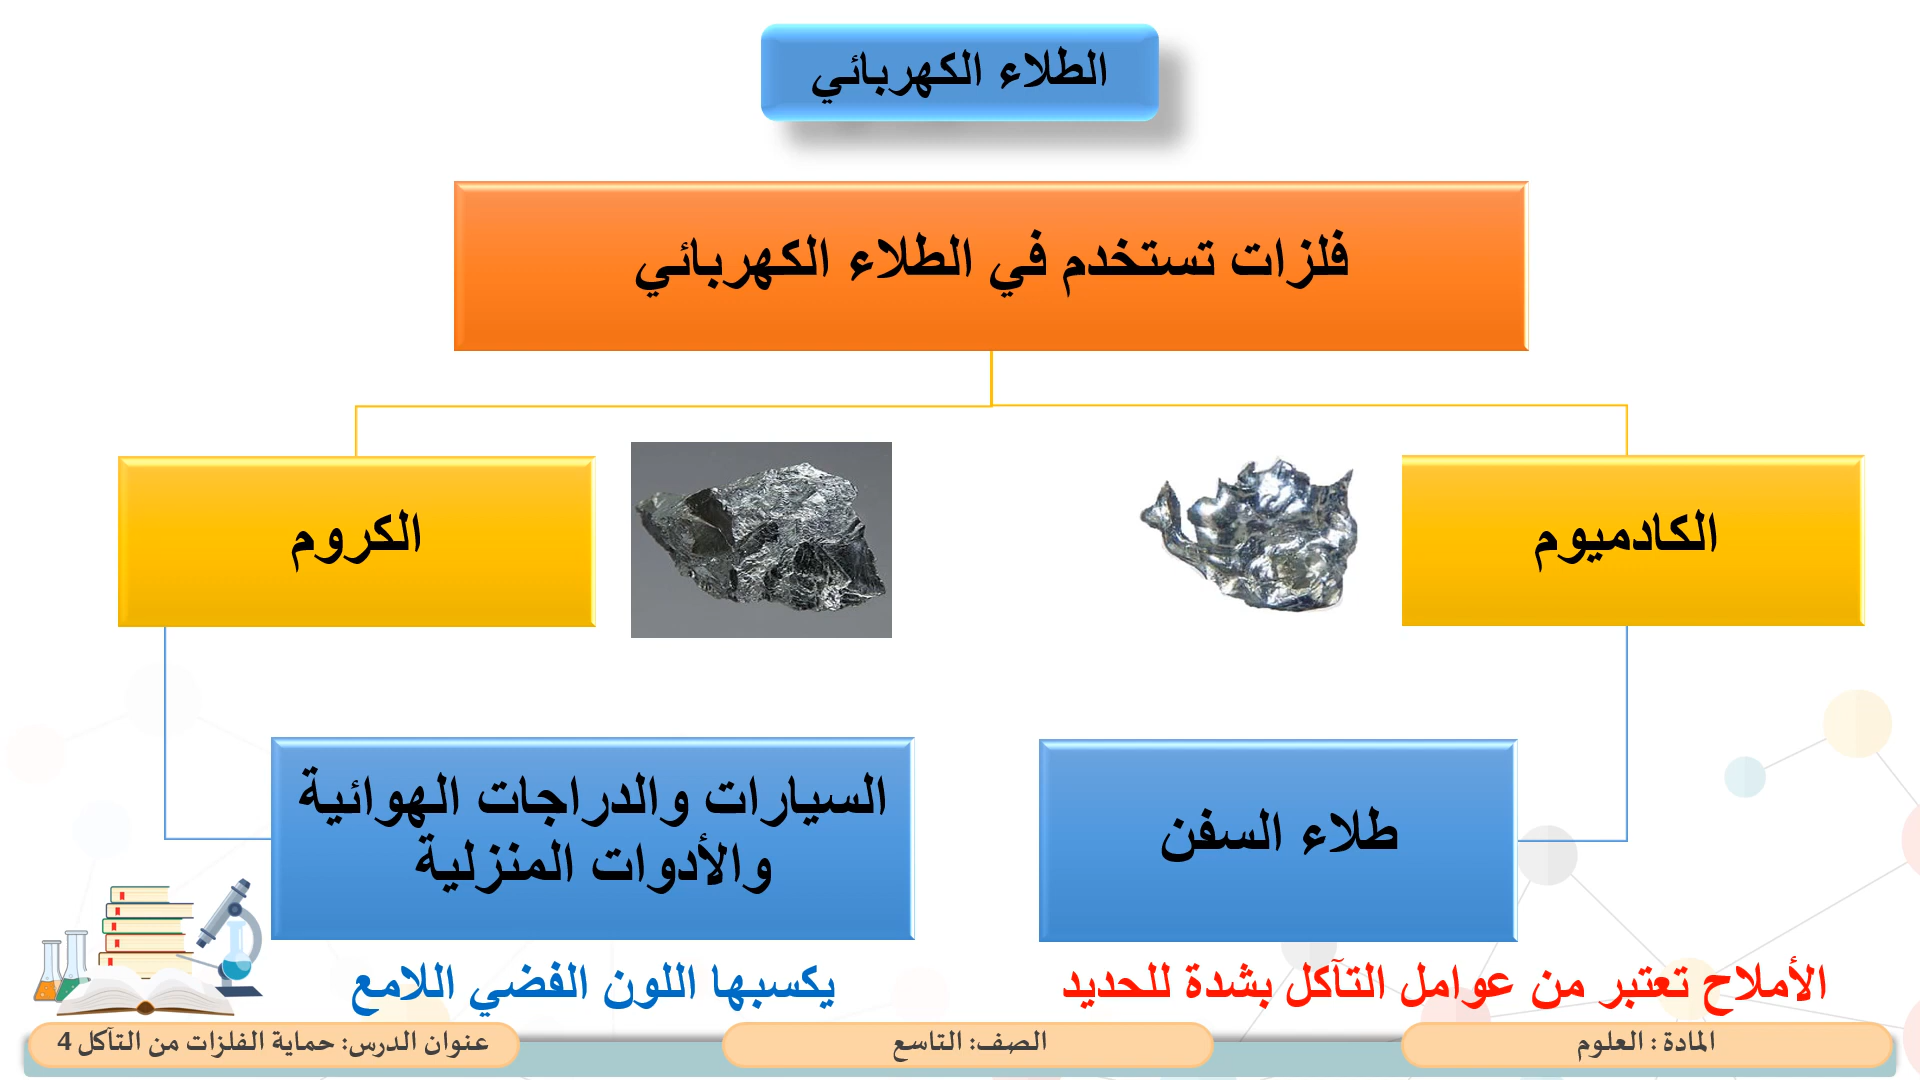 الطلاء الكهربائي
فلزات تستخدم في الطلاء الكهربائي
الكادميوم
الكروم
طلاء السفن
السيارات والدراجات الهوائية
والأدوات المنزلية
الأملاح تعتبر من عوامل التآكل بشدة للحديد
يكسبها اللون الفضي اللامع
المادة : العلوم
الصف: التاسع
عنوان الدرس: حماية الفلزات من التآكل 4